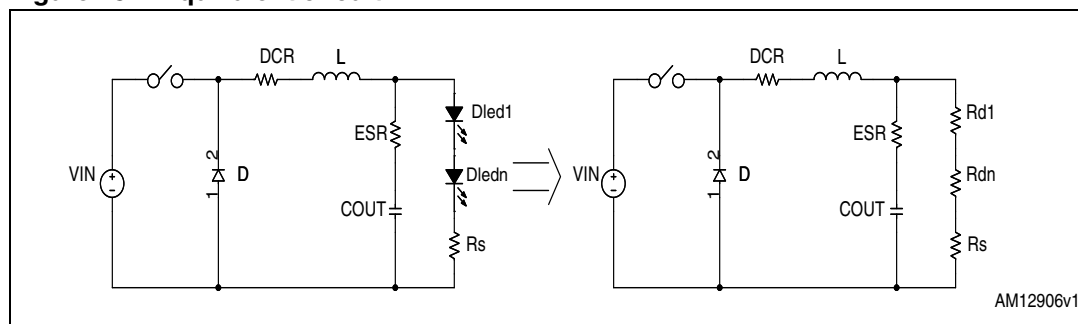 DCR
L
Dled1
ESR
VIN
2
1
D
Dledn
COUT
Rs
DCR
L
Rd1
ESR
VIN
2
1
D
Rdn
COUT
Rs
AM12906v1